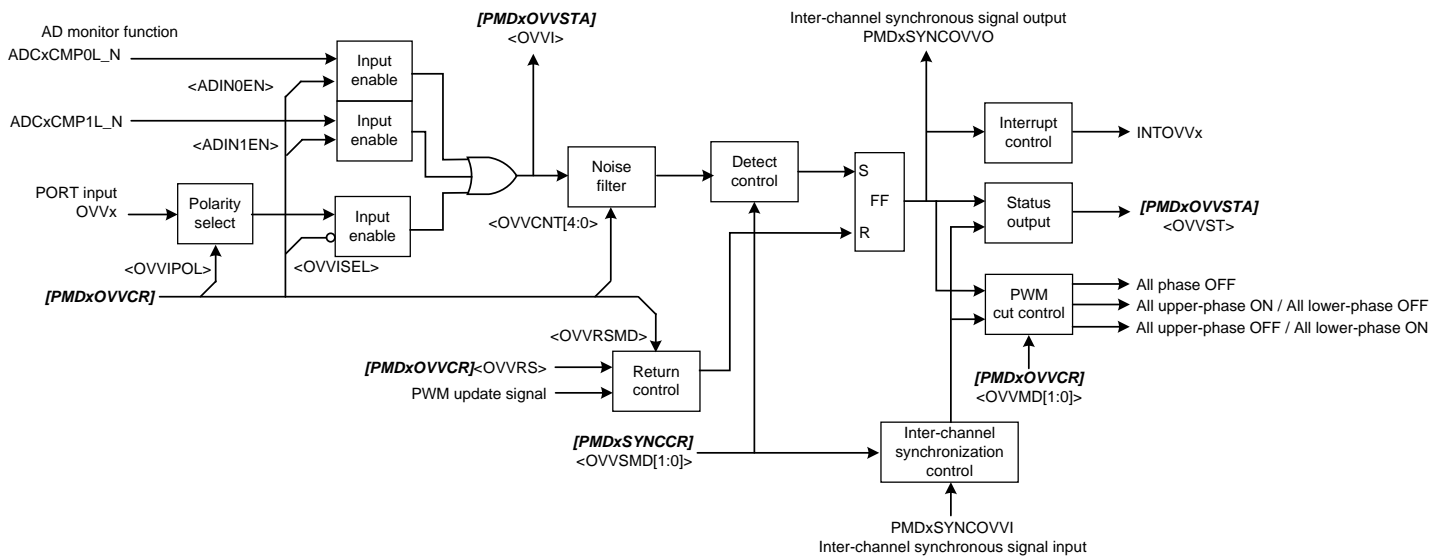 AD monitor function
ADCxCMP0L_N
<ADIN0EN>
Input
enable
ADCxCMP1L_N
<ADIN1EN>
Input
enable
PORT input
OVVx
Polarity
select
<OVVIPOL>
Input
enable
<OVVISEL>
[PMDxOVVCR]
[PMDxOVVSTA]
<OVVI>
Noise
filter
<OVVCNT[4:0]>
Detect
control
<OVVRSMD>
[PMDxOVVCR]<OVVRS>
PWM update signal
Return
control
[PMDxSYNCCR]
<OVVSMD[1:0]>
S
FF
R
Inter-channel synchronous signal output
PMDxSYNCOVVO
Interrupt
control
INTOVVx
Status
output
[PMDxOVVSTA]
<OVVST>
PWM
cut control
All phase OFF
All upper-phase ON / All lower-phase OFF
All upper-phase OFF / All lower-phase ON
[PMDxOVVCR]
<OVVMD[1:0]>
Inter-channel
synchronization
control
PMDxSYNCOVVI
Inter-channel synchronous signal input